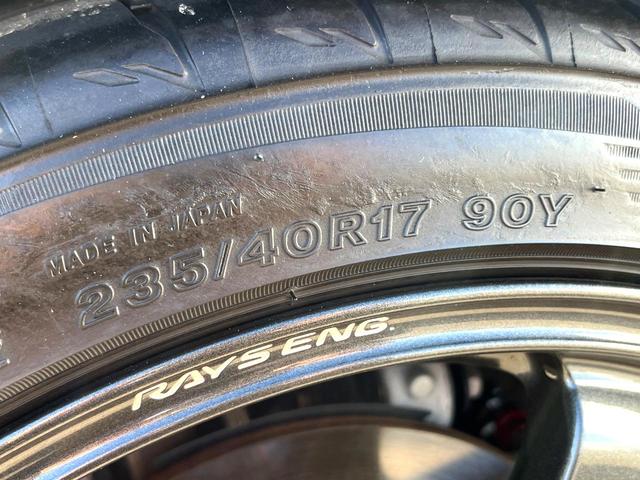 MADE IN JAPAN
235/40R17 90Y
RAYS ENG.